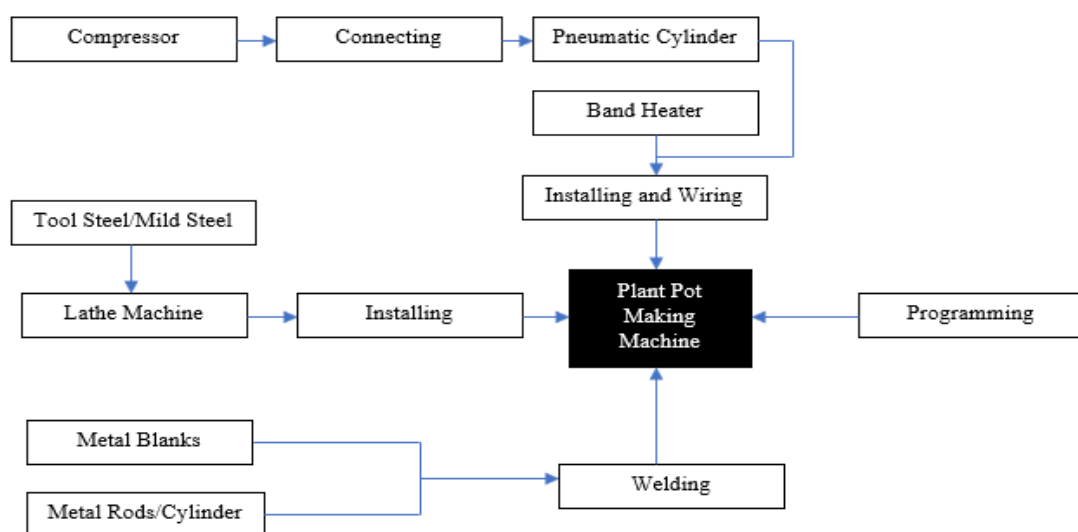 Compressor
Connecting
Pneumatic Cylinder
Band Heater
Installing and Wiring
Tool Steel/Mild Steel
Lathe Machine
Installing
Plant Pot
Making
Machine
Programming
Metal Blanks
Welding
Metal Rods/Cylinder